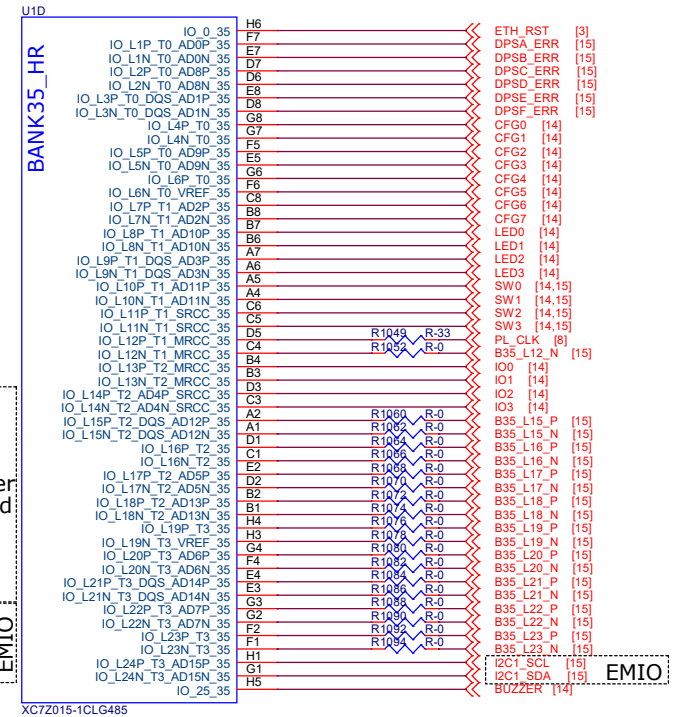 U1D
BANK35_HR
IO_0_35 H6 ETH_RST [3]
IO_L1P_T0_AD0P_35 F7 DPSA_ERR [15]
IO_L1N_T0_AD0N_35 E7 DPSB_ERR [15]
IO_L2P_T0_AD8P_35 D7 DPSC_ERR [15]
IO_L2N_T0_AD8N_35 D6 DPSD_ERR [15]
IO_L3P_T0_DQS_AD1P_35 E8 DPSE_ERR [15]
IO_L3N_T0_DQS_AD1N_35 D8 DPSF_ERR [15]
IO_L4P_T0_35 G8 CFG0 [14]
IO_L4N_T0_35 G7 CFG1 [14]
IO_L5P_T0_AD9P_35 F5 CFG2 [14]
IO_L5N_T0_AD9N_35 E5 CFG3 [14]
IO_L6P_T0_35 G6 CFG4 [14]
IO_L6N_T0_VREF_35 F6 CFG5 [14]
IO_L7P_T1_AD2P_35 C8 CFG6 [14]
IO_L7N_T1_AD2N_35 B8 CFG7 [14]
IO_L8P_T1_AD10P_35 B7 LED0 [14]
IO_L8N_T1_AD10N_35 B6 LED1 [14]
IO_L9P_T1_DQS_AD3P_35 A7 LED2 [14]
IO_L9N_T1_DQS_AD3N_35 A6 LED3 [14]
IO_L10P_T1_AD11P_35 A5 SW0 [14,15]
IO_L10N_T1_AD11N_35 A4 SW1 [14,15]
IO_L11P_T1_SRCC_35 C6 SW2 [14,15]
IO_L11N_T1_SRCC_35 C5 SW3 [14,15]
IO_L12P_T1_MRCC_35 D5 R1049 R-33 PL_CLK [8]
IO_L12N_T1_MRCC_35 C4 R1052 R-0 B35_L12_N [15]
IO_L13P_T2_MRCC_35 B4 IO0 [14]
IO_L13N_T2_MRCC_35 B3 IO1 [14]
IO_L14P_T2_AD4P_SRCC_35 D3 IO2 [14]
IO_L14N_T2_AD4N_SRCC_35 C3 IO3 [14]
IO_L15P_T2_DQS_AD12P_35 A2 R1060 R-0 B35_L15_P [15]
IO_L15N_T2_DQS_AD12N_35 A1 R1062 R-0 B35_L15_N [15]
IO_L16P_T2_35 D1 R1064 R-0 B35_L16_P [15]
IO_L16N_T2_35 C1 R1066 R-0 B35_L16_N [15]
IO_L17P_T2_AD5P_35 E2 R1068 R-0 B35_L17_P [15]
IO_L17N_T2_AD5N_35 D2 R1070 R-0 B35_L17_N [15]
IO_L18P_T2_AD13P_35 B2 R1072 R-0 B35_L18_P [15]
IO_L18N_T2_AD13N_35 B1 R1074 R-0 B35_L18_N [15]
IO_L19P_T3_35 H4 R1076 R-0 B35_L19_P [15]
IO_L19N_T3_VREF_35 H3 R1078 R-0 B35_L19_N [15]
IO_L20P_T3_AD6P_35 G4 R1080 R-0 B35_L20_P [15]
IO_L20N_T3_AD6N_35 F4 R1082 R-0 B35_L20_N [15]
IO_L21P_T3_DQS_AD14P_35 E4 R1084 R-0 B35_L21_P [15]
IO_L21N_T3_DQS_AD14N_35 E3 R1086 R-0 B35_L21_N [15]
IO_L22P_T3_AD7P_35 G3 R1088 R-0 B35_L22_P [15]
IO_L22N_T3_AD7N_35 G2 R1090 R-0 B35_L22_N [15]
IO_L23P_T3_35 F2 R1092 R-0 B35_L23_P [15]
IO_L23N_T3_35 F1 R1094 R-0 B35_L23_N [15]
IO_L24P_T3_AD15P_35 H1 I2C1_SCL [15]
IO_L24N_T3_AD15N_35 G1 I2C1_SDA [15] EMIO
IO_25_35 H5 BUZZER [14]
XC7Z015-1CLG485
er
d
EMIO